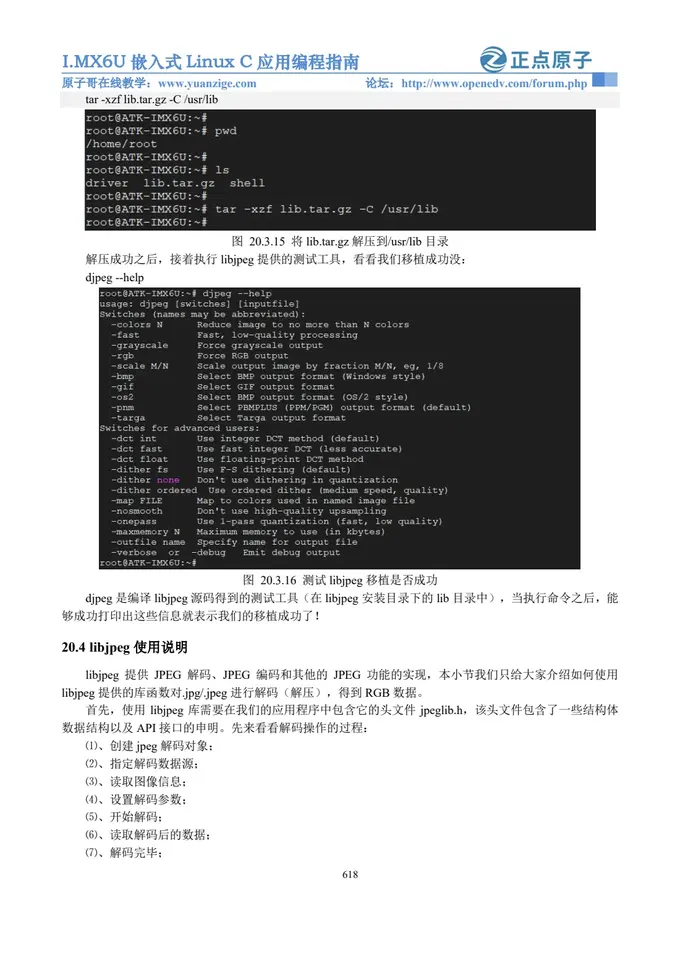 I.MX6U 嵌入式 Linux C 应用编程指南
正点原子
原子哥在线教学：www.yuanzige.com 论坛：http://www.openedv.com/forum.php
tar -xzf lib.tar.gz -C /usr/lib
root@ATK-IMX6U:~#
root@ATK-IMX6U:~# pwd
/home/root
root@ATK-IMX6U:~#
root@ATK-IMX6U:~# ls
driver lib.tar.gz shell
root@ATK-IMX6U:~#
root@ATK-IMX6U:~# tar -xzf lib.tar.gz -C /usr/lib
root@ATK-IMX6U:~#
图 20.3.15 将 lib.tar.gz 解压到/usr/lib 目录
解压成功之后，接着执行 libjpeg 提供的测试工具，看看我们移植成功没：
djpeg --help
root@ATK-IMX6U:~# djpeg --help
usage: djpeg [switches] [inputfile]
Switches (names may be abbreviated):
-colors N Reduce image to no more than N colors
-fast Fast, low-quality processing
-grayscale Force grayscale output
-rgb Force RGB output
-scale M/N Scale output image by fraction M/N, eg, 1/8
-bmp Select BMP output format (Windows style)
-gif Select GIF output format
-os2 Select BMP output format (OS/2 style)
-pnm Select PBMPLUS (PPM/PGM) output format (default)
-targa Select Targa output format
Switches for advanced users:
-dct int Use integer DCT method (default)
-dct fast Use fast integer DCT (less accurate)
-dct float Use floating-point DCT method
-dither fs Use F-S dithering (default)
-dither none Don't use dithering in quantization
-dither ordered Use ordered dither (medium speed, quality)
-map FILE Map to colors used in named image file
-nosmooth Don't use high-quality upsampling
-onepass Use 1-pass quantization (fast, low quality)
-maxmemory N Maximum memory to use (in kbytes)
-outfile name Specify name for output file
-verbose or -debug Emit debug output
root@ATK-IMX6U:~#
图 20.3.16 测试 libjpeg 移植是否成功
djpeg 是编译 libjpeg 源码得到的测试工具（在 libjpeg 安装目录下的 lib 目录中），当执行命令之后，能
够成功打印出这些信息就表示我们的移植成功了！
20.4 libjpeg 使用说明
libjpeg 提供 JPEG 解码、JPEG 编码和其他的 JPEG 功能的实现，本小节我们只给大家介绍如何使用
libjpeg 提供的库函数对.jpg/.jpeg 进行解码（解压），得到 RGB 数据。
首先，使用 libjpeg 库需要在我们的应用程序中包含它的头文件 jpeglib.h，该头文件包含了一些结构体
数据结构以及 API 接口的申明。先来看看解码操作的过程：
⑴、创建 jpeg 解码对象；
⑵、指定解码数据源；
⑶、读取图像信息；
⑷、设置解码参数；
⑸、开始解码；
⑹、读取解码后的数据；
⑺、解码完毕；
618